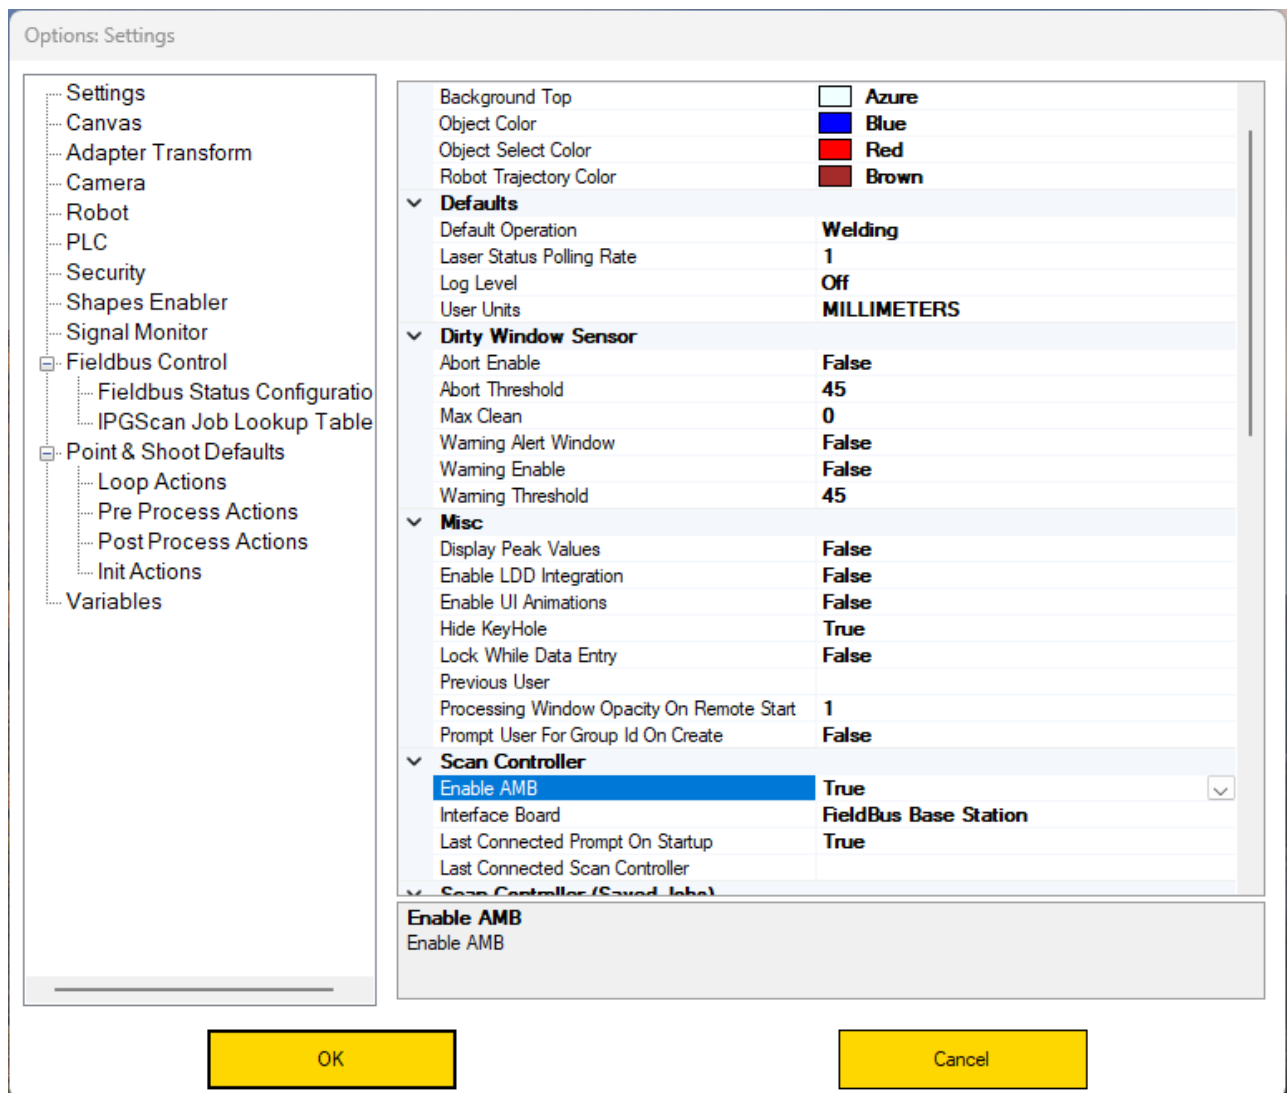 Options: Settings
Settings
Canvas
Adapter Transform
Camera
Robot
PLC
Security
Shapes Enabler
Signal Monitor
Fieldbus Control
Fieldbus Status Configuratio
IPGScan Job Lookup Table
Point & Shoot Defaults
Loop Actions
Pre Process Actions
Post Process Actions
Init Actions
Variables
Background Top Azure
Object Color Blue
Object Select Color Red
Robot Trajectory Color Brown
Defaults
Default Operation Welding
Laser Status Polling Rate 1
Log Level Off
User Units MILLIMETERS
Dirty Window Sensor
Abort Enable False
Abort Threshold 45
Max Clean 0
Warning Alert Window False
Warning Enable False
Warning Threshold 45
Misc
Display Peak Values False
Enable LDD Integration False
Enable UI Animations False
Hide KeyHole True
Lock While Data Entry False
Previous User
Processing Window Opacity On Remote Start 1
Prompt User For Group Id On Create False
Scan Controller
Enable AMB True
Interface Board FieldBus Base Station
Last Connected Prompt On Startup True
Last Connected Scan Controller
Scan Controller (Saved Jobs)
Enable AMB
Enable AMB
OK
Cancel